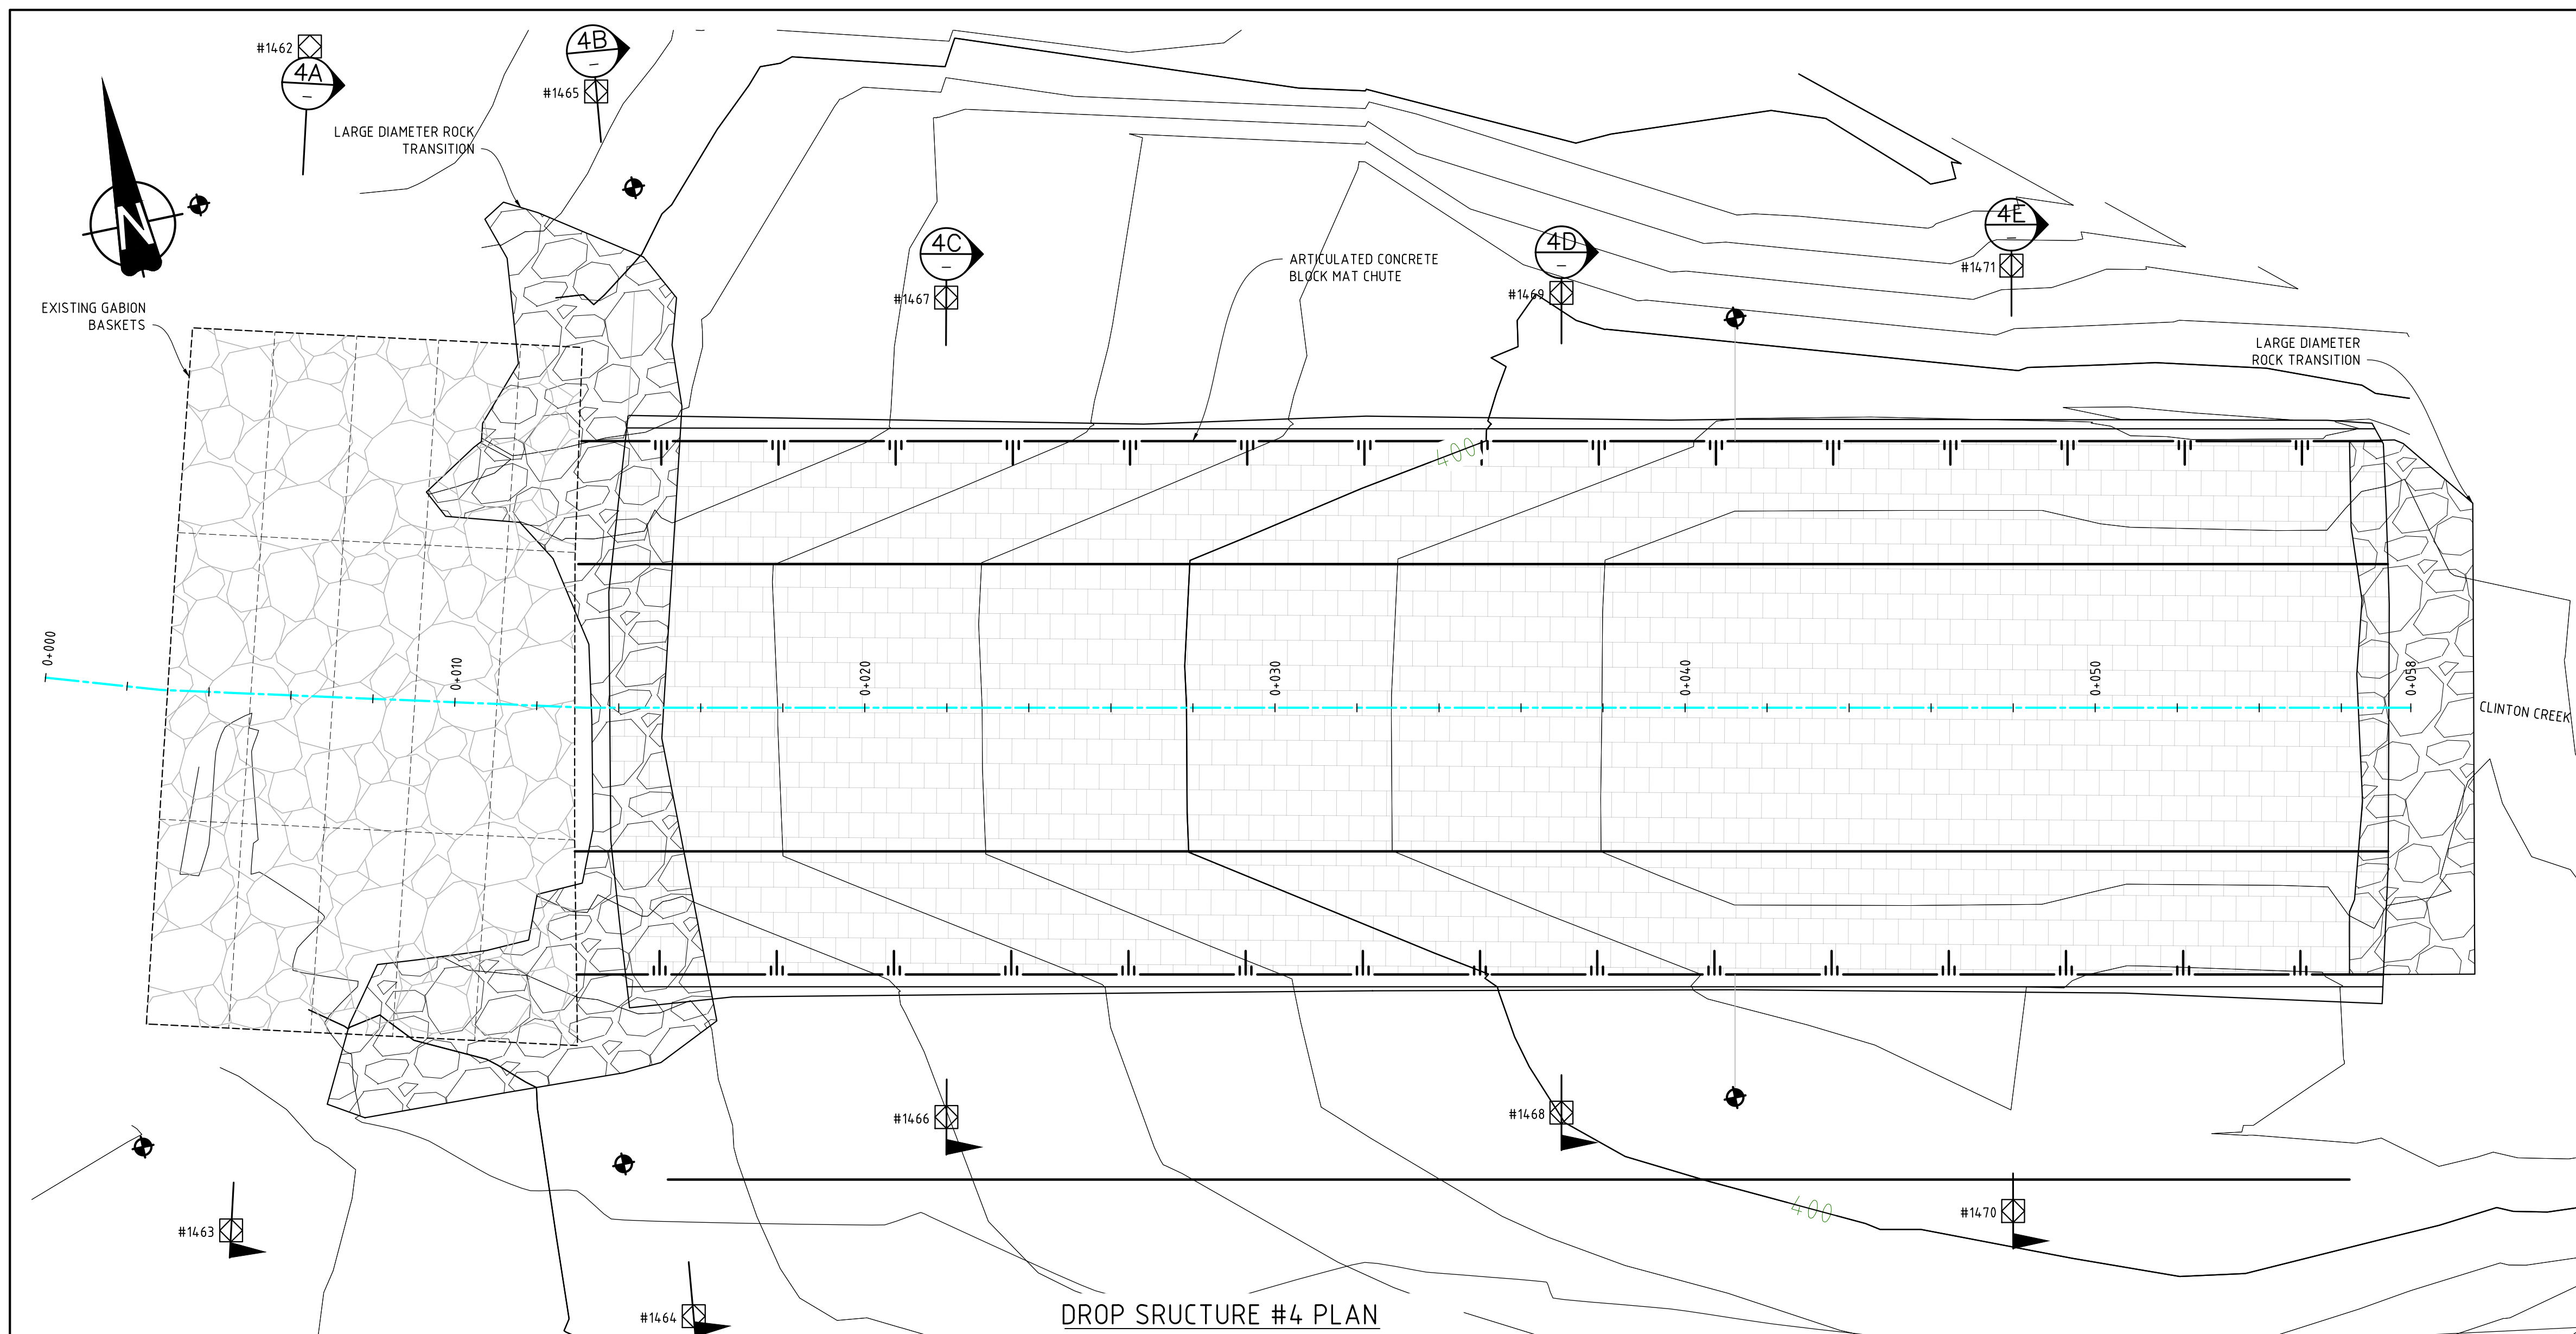 #1462
4A
–
4B
–
#1465
LARGE DIAMETER ROCK
TRANSITION
N
EXISTING GABION
BASKETS
4C
–
#1467
ARTICULATED CONCRETE
BLOCK MAT CHUTE
4D
–
#1469
4E
–
#1471
LARGE DIAMETER
ROCK TRANSITION
400
0+000
0+010
0+020
0+030
0+040
0+050
0+058
CLINTON CREEK
#1466
#1468
#1463
400
#1470
#1464
DROP SRUCTURE #4 PLAN